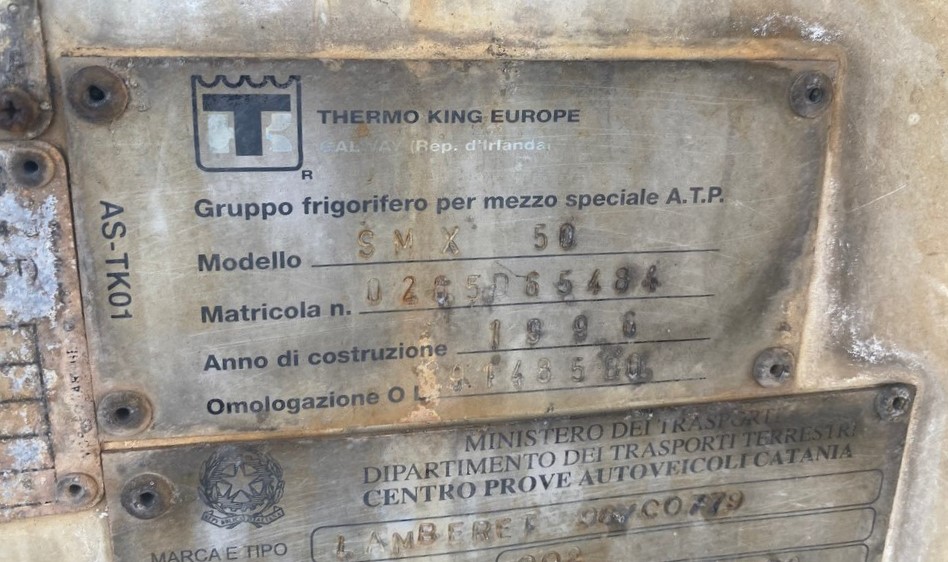 THERMO KING EUROPE
GALWAY (Rep. d'Irlanda)
R
Gruppo frigorifero per mezzo speciale A.T.P.
AS-TK01
Modello SMX 50
Matricola n. 0265D65484
Anno di costruzione 1996
Omologazione O L
MINISTERO DEI TRASPORTI
DIPARTIMENTO DEI TRASPORTI TERRESTRI
CENTRO PROVE AUTOVEICOLI CATANIA
MARCA E TIPO LAMBERET